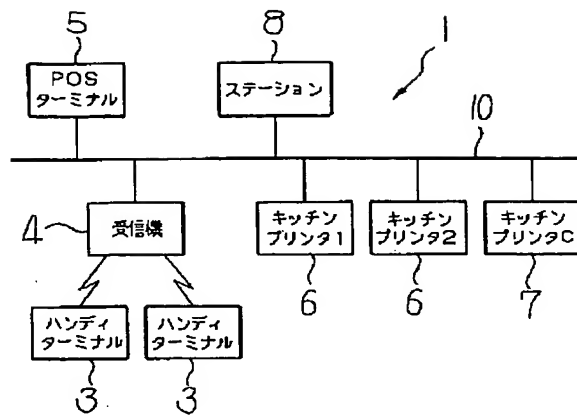 5
8
1
POS
ターミナル
ステーション
10
4
受信機
キッチン
プリンタ1
キッチン
プリンタ2
キッチン
プリンタC
6
6
7
ハンディ
ターミナル
ハンディ
ターミナル
3
3